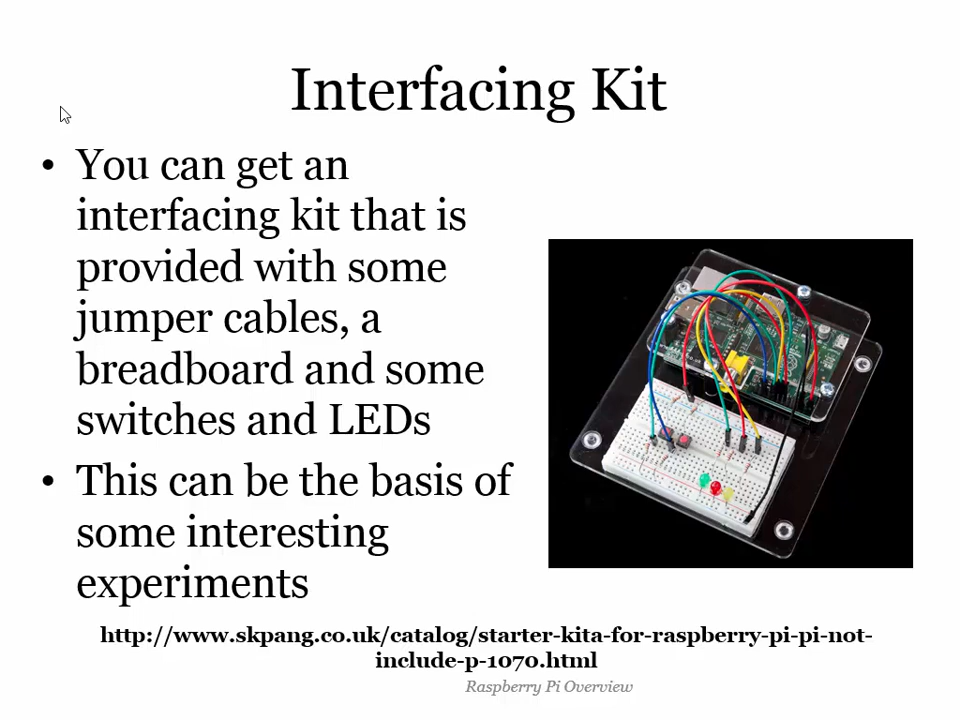 Interfacing Kit
• You can get an
interfacing kit that is
provided with some
jumper cables, a
breadboard and some
switches and LEDs
• This can be the basis of
some interesting
experiments
http://www.skpang.co.uk/catalog/starter-kita-for-raspberry-pi-pi-not-
include-p-1070.html
Raspberry Pi Overview